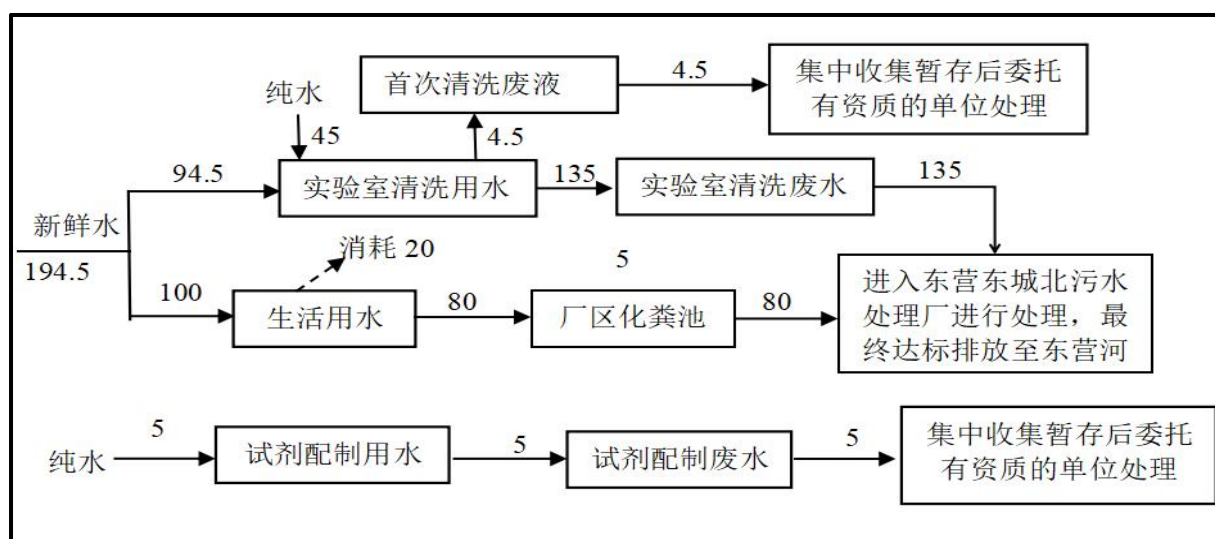 首次清洗废液
4.5
集中收集暂存后委托
有资质的单位处理
纯水
45
4.5
94.5
实验室清洗用水
135
实验室清洗废水
135
新鲜水
194.5
消耗 20
5
100
生活用水
80
厂区化粪池
80
进入东营东城北污水
处理厂进行处理，最
终达标排放至东营河
纯水
5
试剂配制用水
5
试剂配制废水
5
集中收集暂存后委托
有资质的单位处理